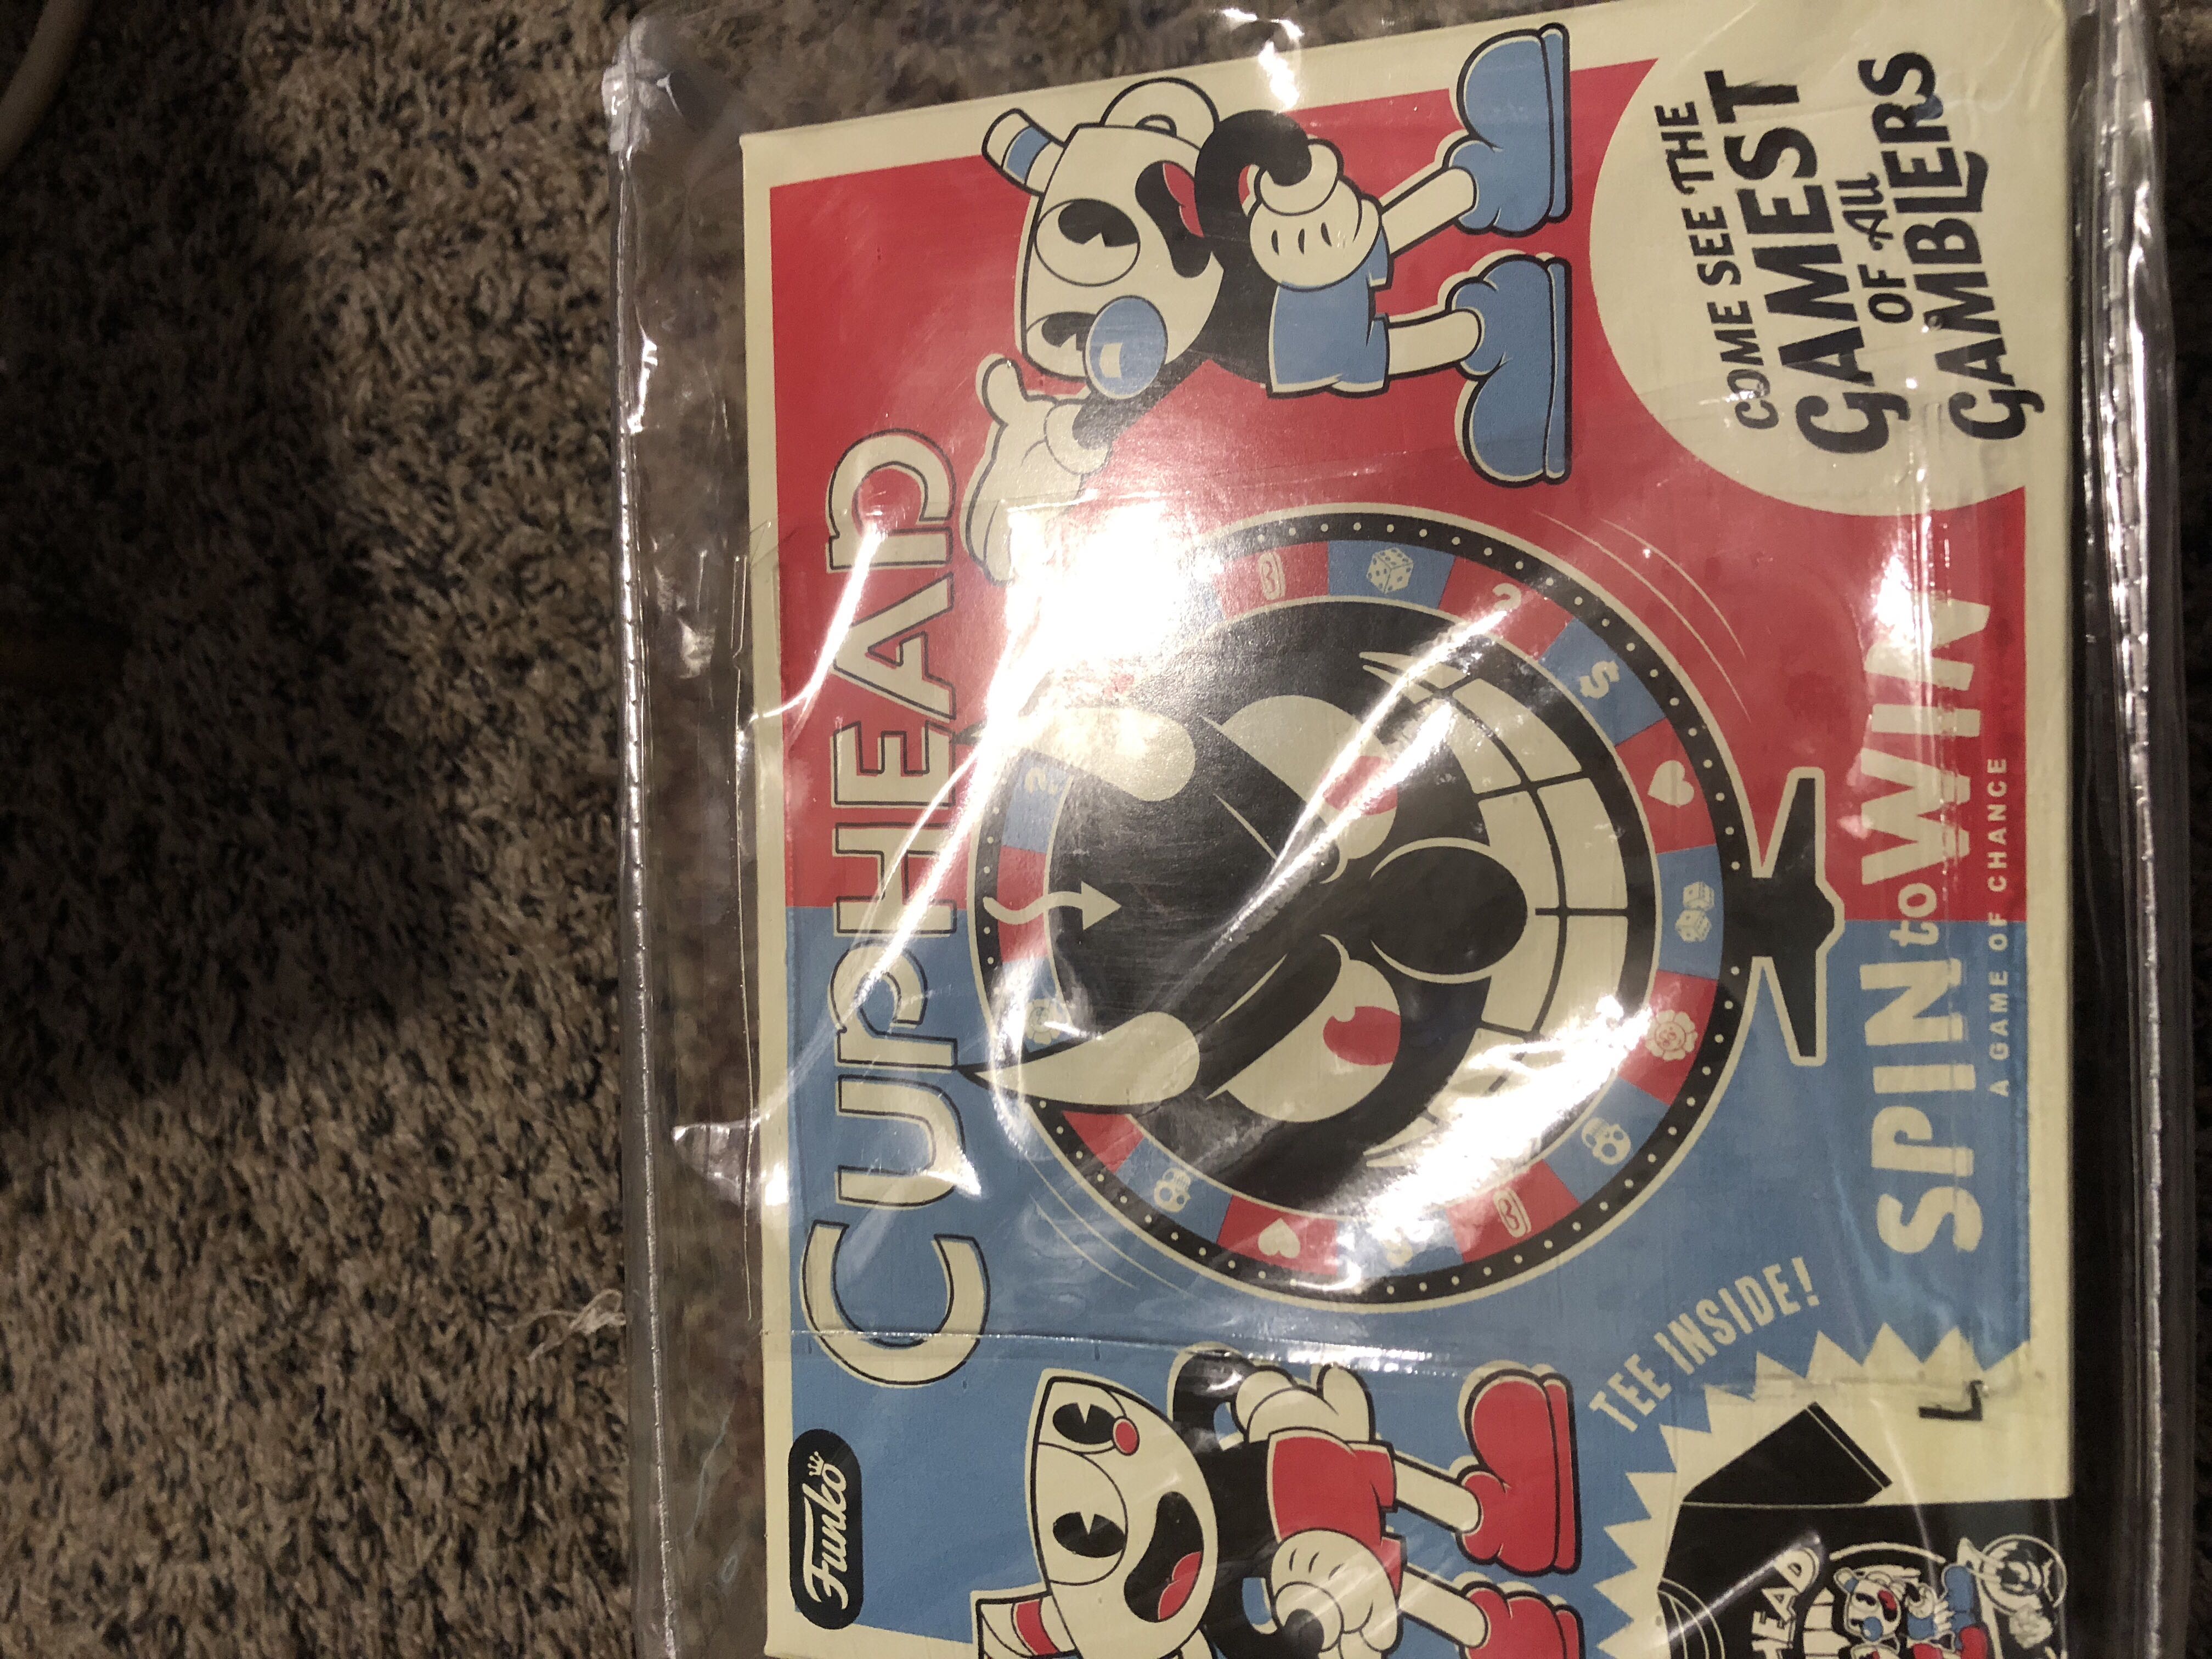 Funko
CUPHEAD
SPIN to WIN
A GAME OF CHANCE
COME SEE THE
GAMEST
OF All
GAMBLERS
TEE INSIDE!
L
HEAD